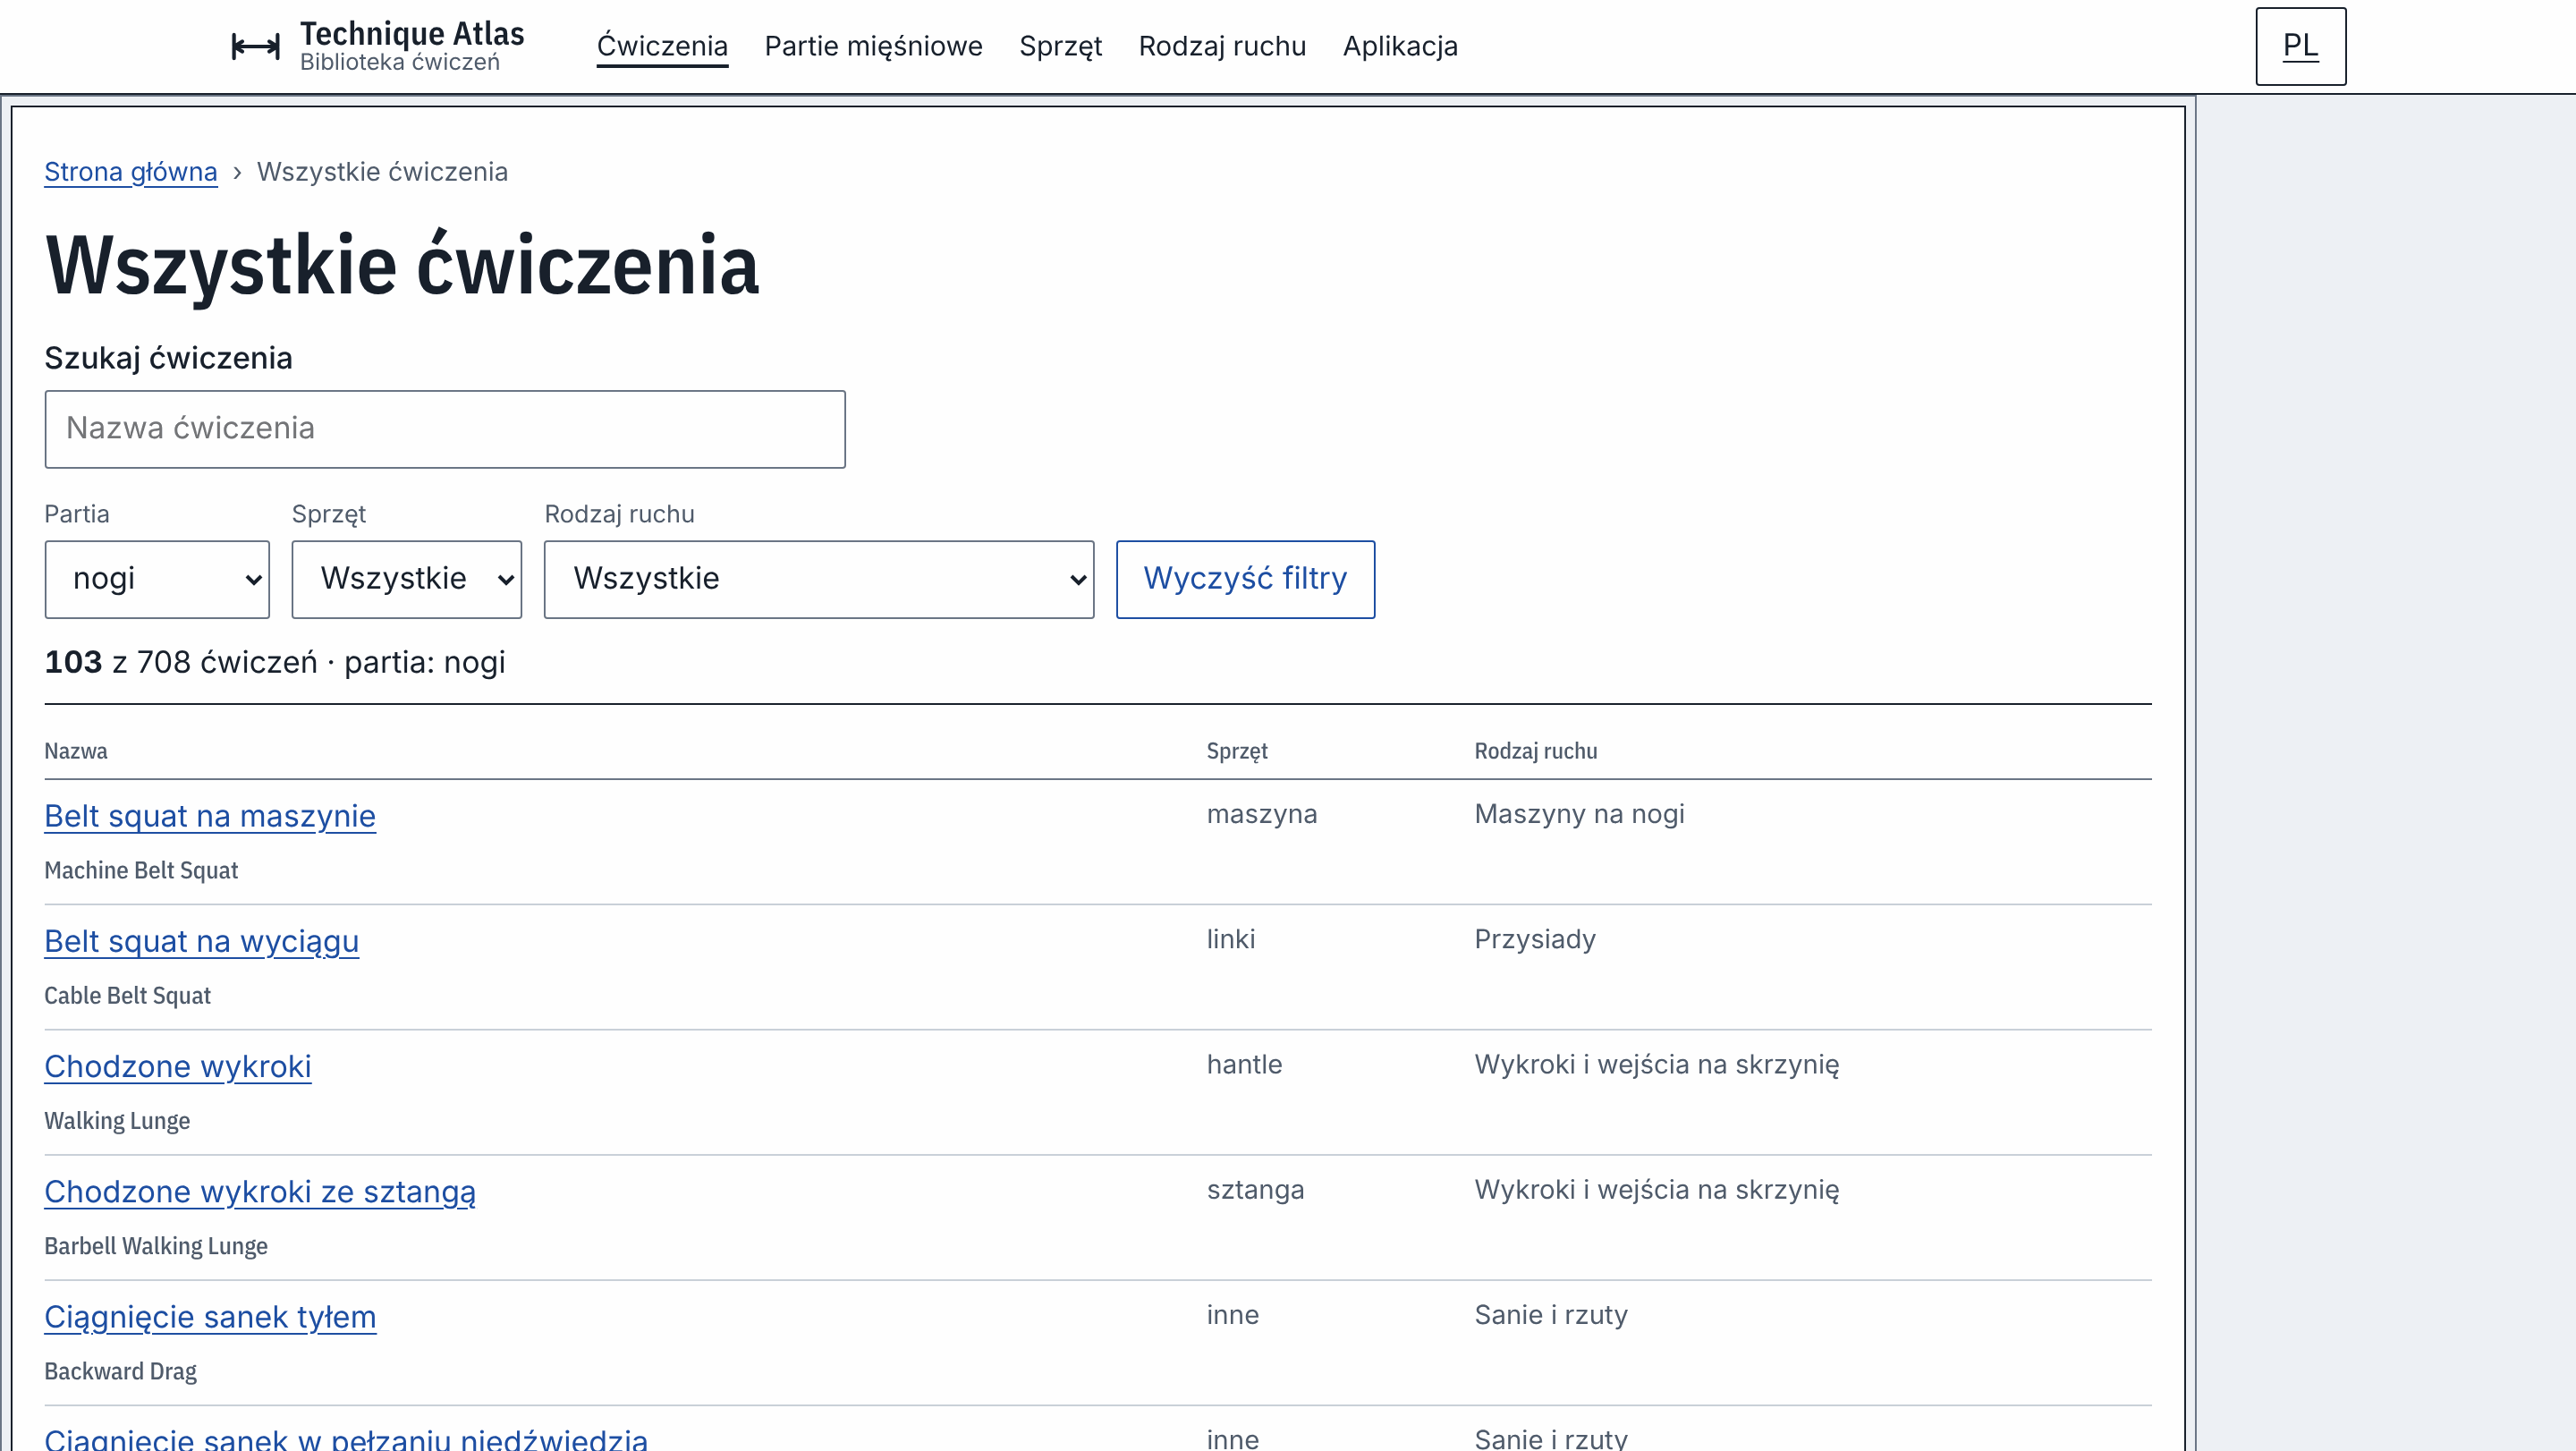 Technique Atlas
Biblioteka ćwiczeń
Ćwiczenia Partie mięśniowe Sprzęt Rodzaj ruchu Aplikacja
PL
Strona główna › Wszystkie ćwiczenia
Wszystkie ćwiczenia
Szukaj ćwiczenia
Nazwa ćwiczenia
Partia Sprzęt Rodzaj ruchu
nogi Wszystkie Wszystkie Wyczyść filtry
103 z 708 ćwiczeń · partia: nogi
Nazwa Sprzęt Rodzaj ruchu
Belt squat na maszynie maszyna Maszyny na nogi
Machine Belt Squat
Belt squat na wyciągu linki Przysiady
Cable Belt Squat
Chodzone wykroki hantle Wykroki i wejścia na skrzynię
Walking Lunge
Chodzone wykroki ze sztangą sztanga Wykroki i wejścia na skrzynię
Barbell Walking Lunge
Ciągnięcie sanek tyłem inne Sanie i rzuty
Backward Drag
Ciągnięcie sanek w pełzaniu niedźwiedzia inne Sanie i rzuty